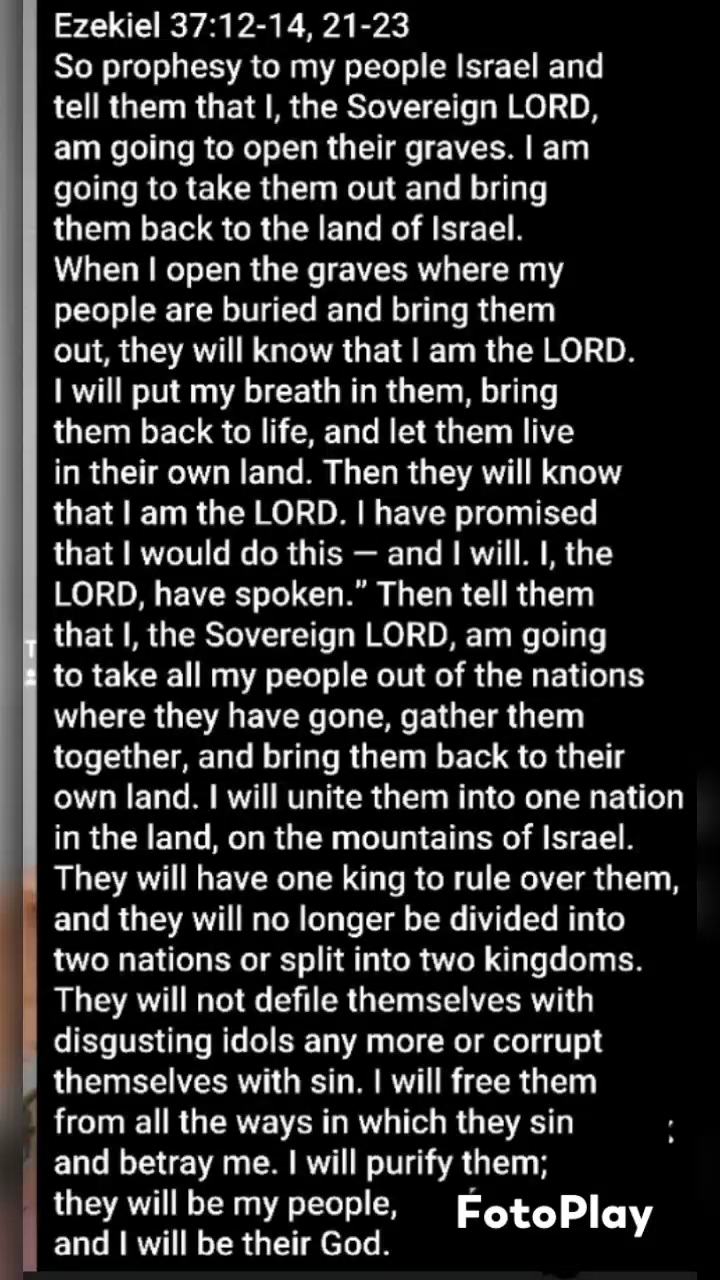 Ezekiel 37:12-14, 21-23
So prophesy to my people Israel and
tell them that I, the Sovereign LORD,
am going to open their graves. I am
going to take them out and bring
them back to the land of Israel.
When I open the graves where my
people are buried and bring them
out, they will know that I am the LORD.
I will put my breath in them, bring
them back to life, and let them live
in their own land. Then they will know
that I am the LORD. I have promised
that I would do this — and I will. I, the
LORD, have spoken.” Then tell them
that I, the Sovereign LORD, am going
to take all my people out of the nations
where they have gone, gather them
together, and bring them back to their
own land. I will unite them into one nation
in the land, on the mountains of Israel.
They will have one king to rule over them,
and they will no longer be divided into
two nations or split into two kingdoms.
They will not defile themselves with
disgusting idols any more or corrupt
themselves with sin. I will free them
from all the ways in which they sin
and betray me. I will purify them;
they will be my people,
and I will be their God.
FotoPlay